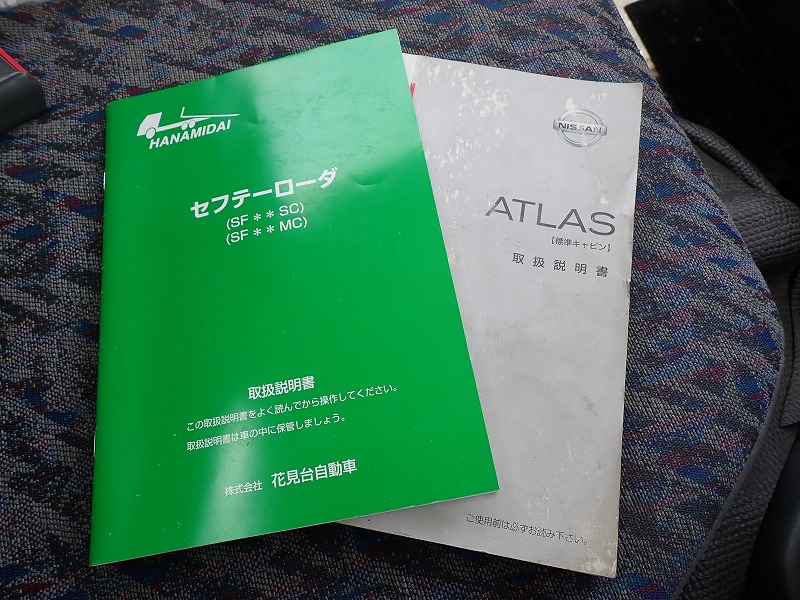 HANAMIDAI
セフテーローダ
(SF＊＊SC)
(SF＊＊MC)
取扱説明書
この取扱説明書をよく読んでから操作してください。
取扱説明書は車の中に保管しましょう。
株式会社 花見台自動車
NISSAN
ATLAS
【標準キャビン】
取扱説明書
ご使用前は必ずお読み下さい。